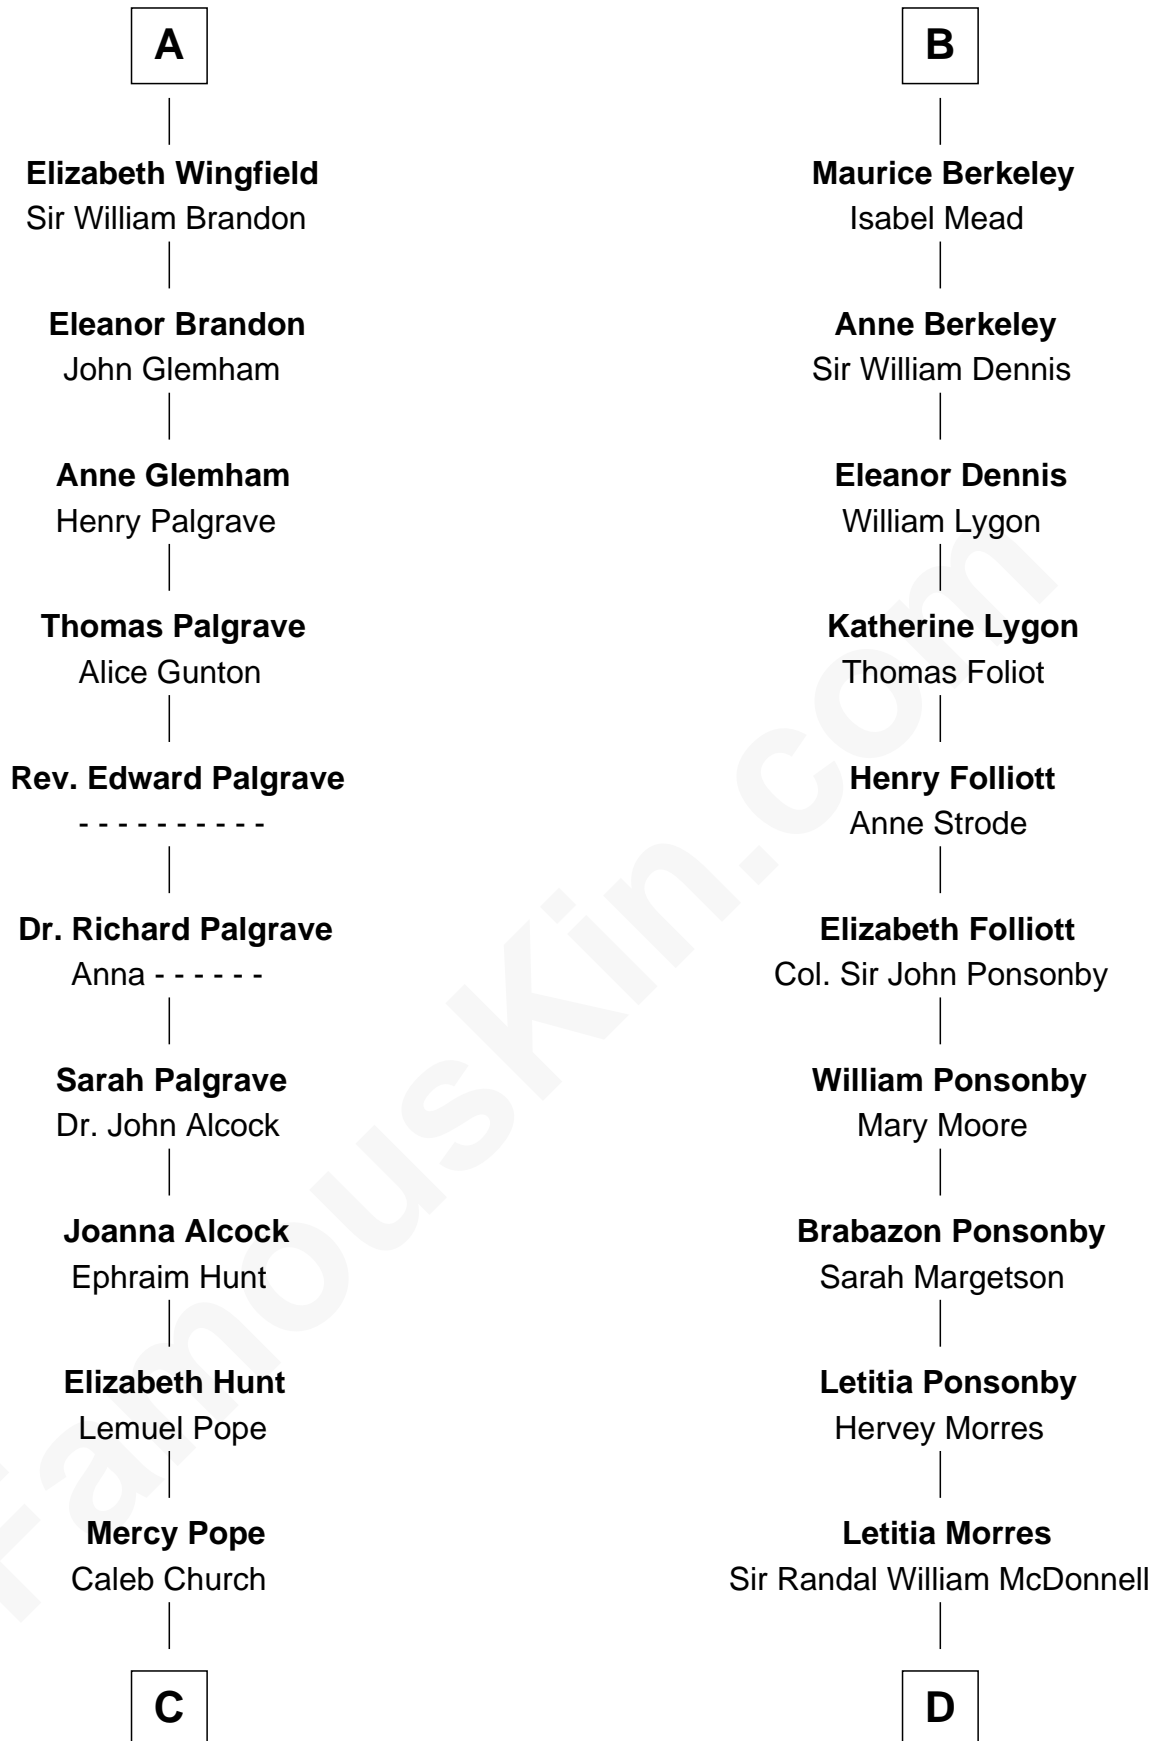 A
Elizabeth Wingfield
Sir William Brandon
Eleanor Brandon
John Glemham
Anne Glemham
Henry Palgrave
Thomas Palgrave
Alice Gunton
Rev. Edward Palgrave
- - - - - - - - - -
Dr. Richard Palgrave
Anna - - - - - -
Sarah Palgrave
Dr. John Alcock
Joanna Alcock
Ephraim Hunt
Elizabeth Hunt
Lemuel Pope
Mercy Pope
Caleb Church
C
B
Maurice Berkeley
Isabel Mead
Anne Berkeley
Sir William Dennis
Eleanor Dennis
William Lygon
Katherine Lygon
Thomas Foliot
Henry Folliott
Anne Strode
Elizabeth Folliott
Col. Sir John Ponsonby
William Ponsonby
Mary Moore
Brabazon Ponsonby
Sarah Margetson
Letitia Ponsonby
Hervey Morres
Letitia Morres
Sir Randal William McDonnell
D
FamousKin.com